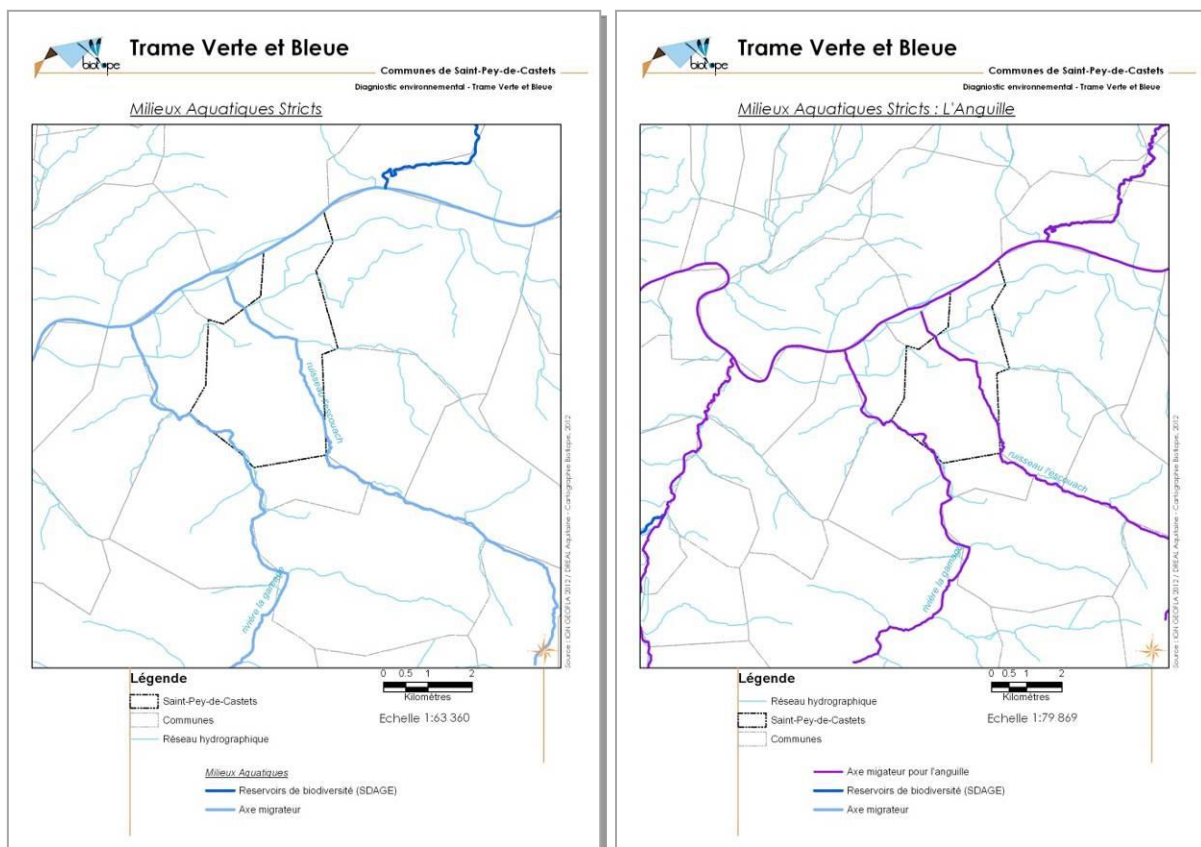 biotope
Trame Verte et Bleue
Communes de Saint-Pey-de-Castets
Diagnostic environnemental - Trame Verte et Bleue
Milieux Aquatiques Stricts
ruisseau l'escouach
rivière la gamage
Source : IGN GEOFLA 2012 / DREAL Aquitaine - Cartographie Biotope, 2012
Légende
Saint-Pey-de-Castets
Communes
Réseau hydrographique
0 0.5 1 2
Kilomètres
Echelle 1:63 360
Milieux Aquatiques
Reservoirs de biodiversité (SDAGE)
Axe migrateur
biotope
Trame Verte et Bleue
Communes de Saint-Pey-de-Castets
Diagnostic environnemental - Trame Verte et Bleue
Milieux Aquatiques Stricts : L'Anguille
ruisseau l'escouach
rivière la gamage
Source : IGN GEOFLA 2012 / DREAL Aquitaine - Cartographie Biotope, 2012
Légende
Réseau hydrographique
Saint-Pey-de-Castets
Communes
0 0.5 1 2
Kilomètres
Echelle 1:79 869
Axe migateur pour l'anguille
Reservoirs de biodiversité (SDAGE)
Axe migrateur